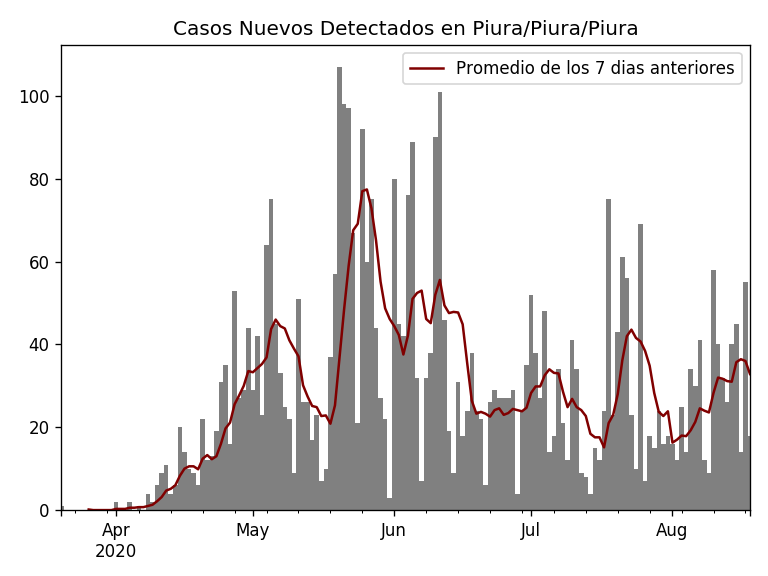 Casos Nuevos Detectados en Piura/Piura/Piura
Promedio de los 7 dias anteriores
100
80
60
40
20
0
Apr May Jun Jul Aug
2020